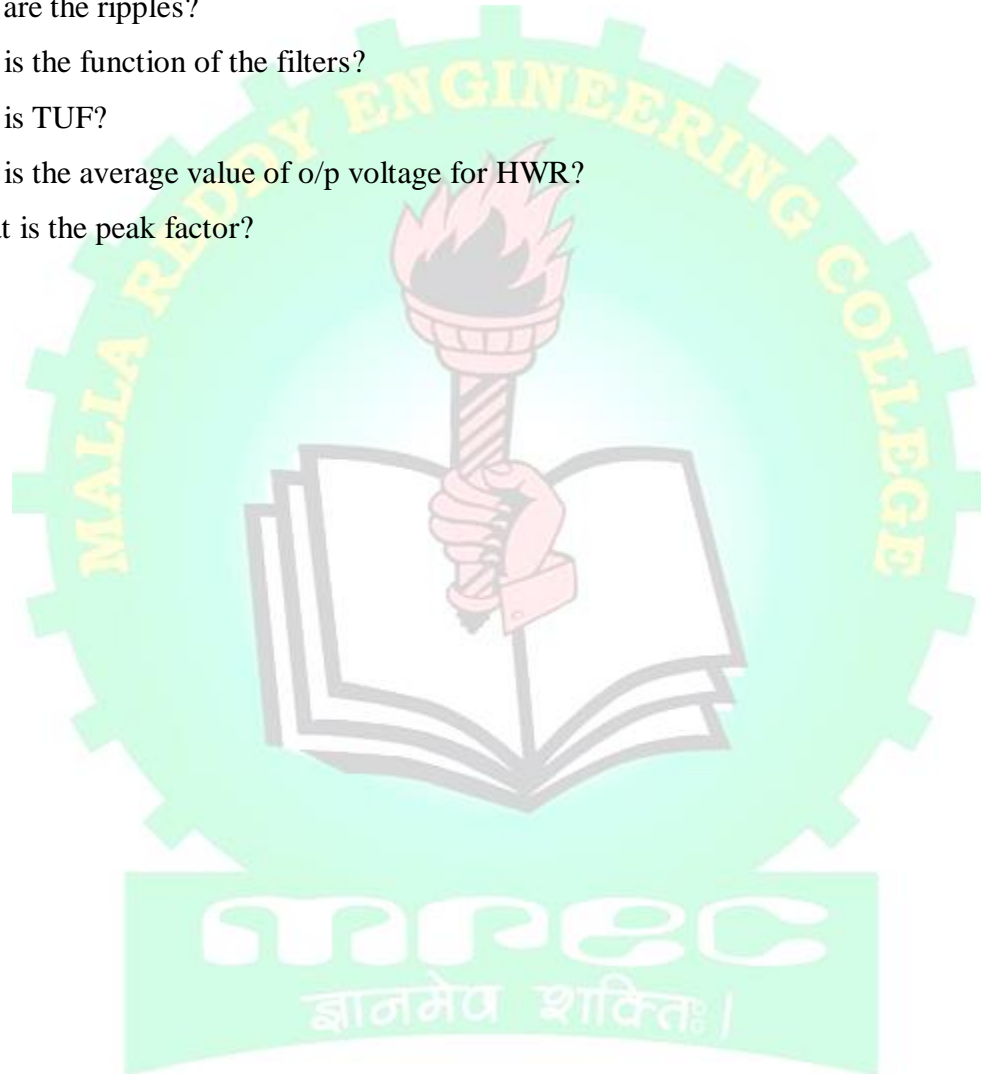 are the ripples?
is the function of the filters?
is TUF?
is the average value of o/p voltage for HWR?
t is the peak factor?
MALLA REDDY ENGINEERING COLLEGE
mrec
ज्ञानमेव शक्तिः|